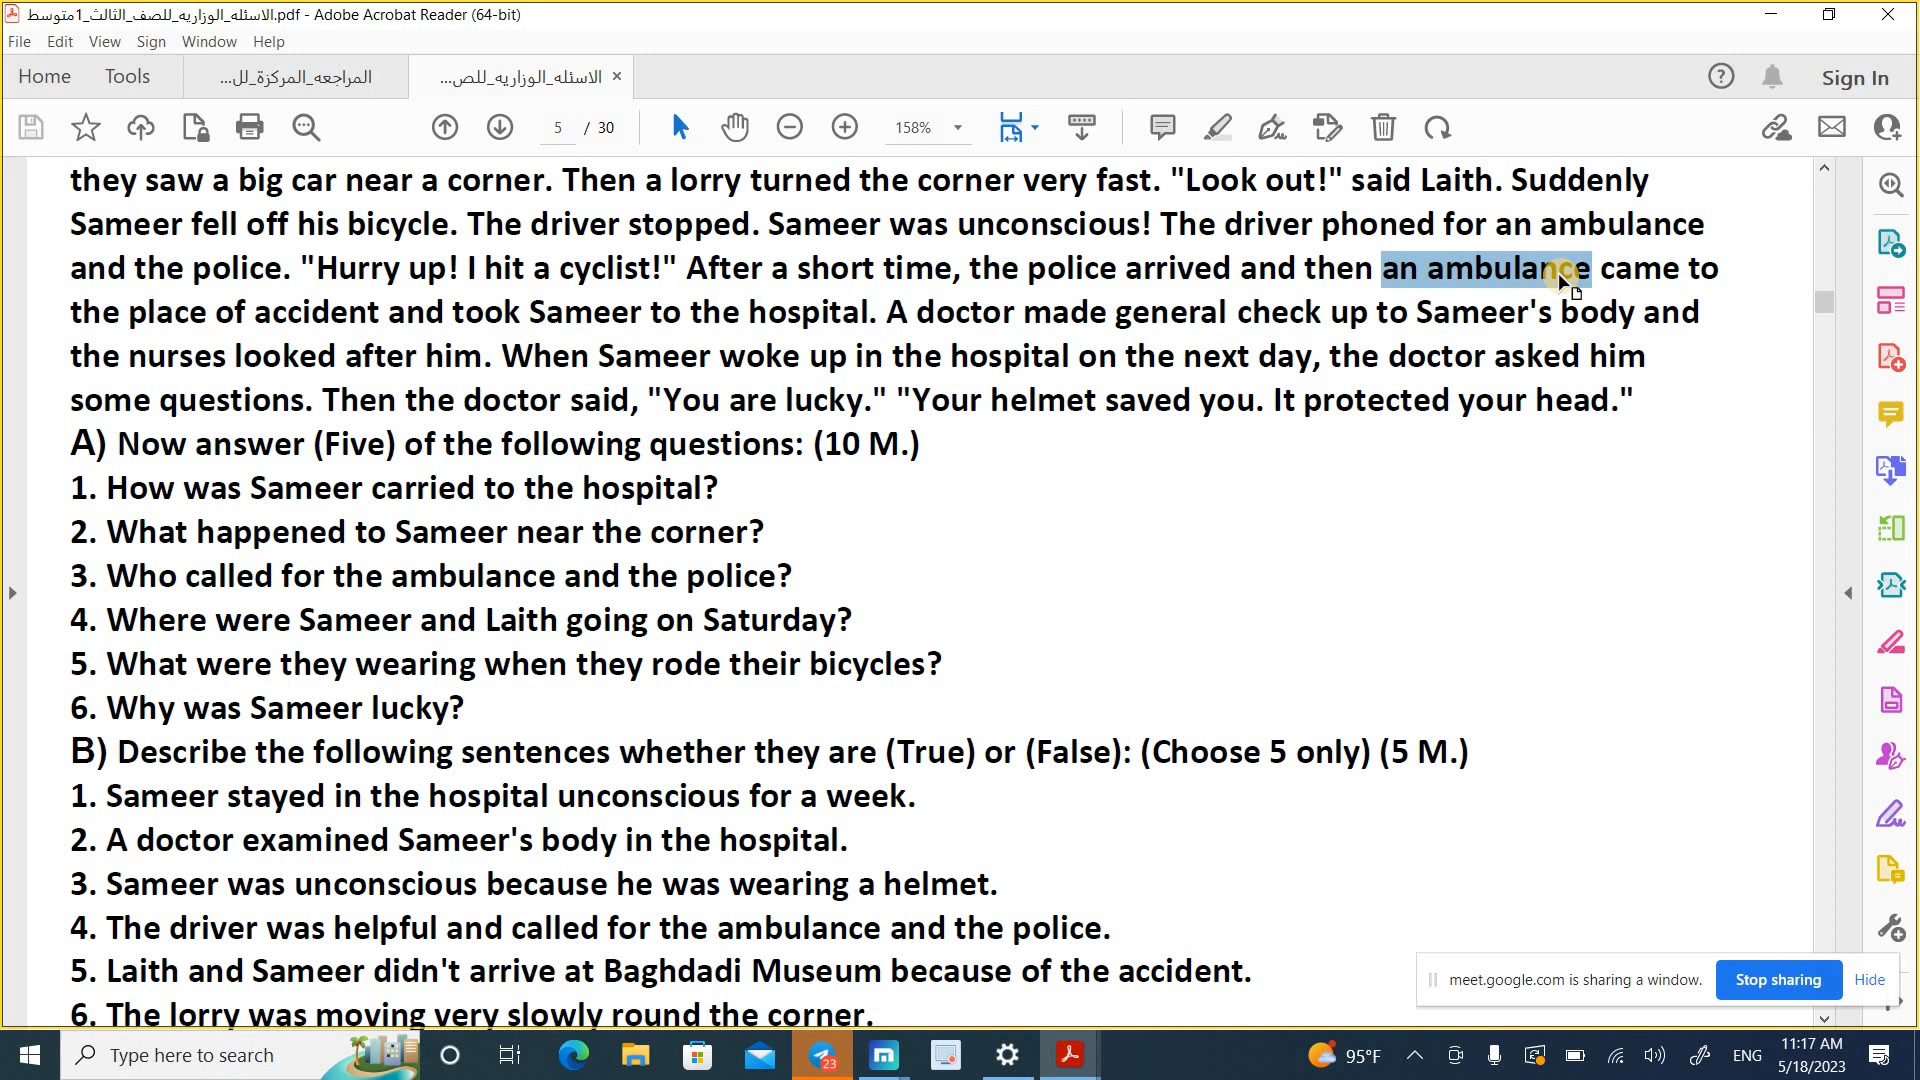 الاسئله_الوزاريه_للصف_الثالث_1متوسط.pdf - Adobe Acrobat Reader (64-bit)
File Edit View Sign Window Help
Home Tools المراجعه_المركزة_لل... الاسئله_الوزاريه_للص... × Sign In
5 / 30 158%
they saw a big car near a corner. Then a lorry turned the corner very fast. "Look out!" said Laith. Suddenly
Sameer fell off his bicycle. The driver stopped. Sameer was unconscious! The driver phoned for an ambulance
and the police. "Hurry up! I hit a cyclist!" After a short time, the police arrived and then an ambulance came to
the place of accident and took Sameer to the hospital. A doctor made general check up to Sameer's body and
the nurses looked after him. When Sameer woke up in the hospital on the next day, the doctor asked him
some questions. Then the doctor said, "You are lucky." "Your helmet saved you. It protected your head."
A) Now answer (Five) of the following questions: (10 M.)
1. How was Sameer carried to the hospital?
2. What happened to Sameer near the corner?
3. Who called for the ambulance and the police?
4. Where were Sameer and Laith going on Saturday?
5. What were they wearing when they rode their bicycles?
6. Why was Sameer lucky?
B) Describe the following sentences whether they are (True) or (False): (Choose 5 only) (5 M.)
1. Sameer stayed in the hospital unconscious for a week.
2. A doctor examined Sameer's body in the hospital.
3. Sameer was unconscious because he was wearing a helmet.
4. The driver was helpful and called for the ambulance and the police.
5. Laith and Sameer didn't arrive at Baghdadi Museum because of the accident.
6. The lorry was moving very slowly round the corner.
meet.google.com is sharing a window. Stop sharing Hide
Type here to search 23 95°F ENG 11:17 AM
5/18/2023